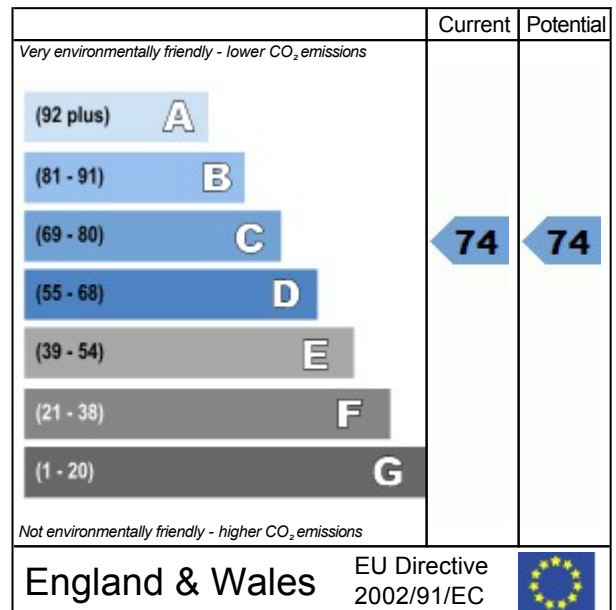 Current Potential
Very environmentally friendly - lower CO₂ emissions
(92 plus) A
(81 - 91) B
(69 - 80) C 74 74
(55 - 68) D
(39 - 54) E
(21 - 38) F
(1 - 20) G
Not environmentally friendly - higher CO₂ emissions
England & Wales
EU Directive
2002/91/EC